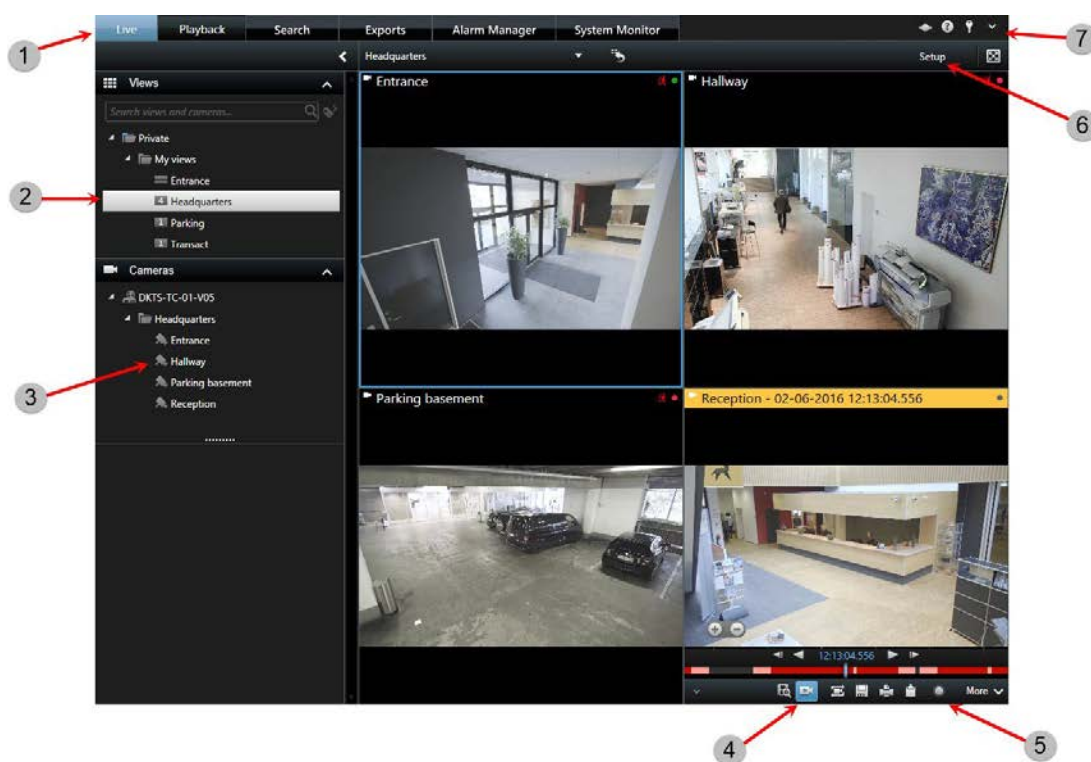 Live Playback Search Exports Alarm Manager System Monitor
1
7
Headquarters
Setup
6
Views
Search views and cameras...
Private
My views
Entrance
2
Headquarters
Parking
Transact
Cameras
DKTS-TC-01-V05
Headquarters
Entrance
3
Hallway
Parking basement
Reception
Entrance
Hallway
Parking basement
Reception - 02-06-2016 12:13:04.556
12:13:04.556
More
4
5